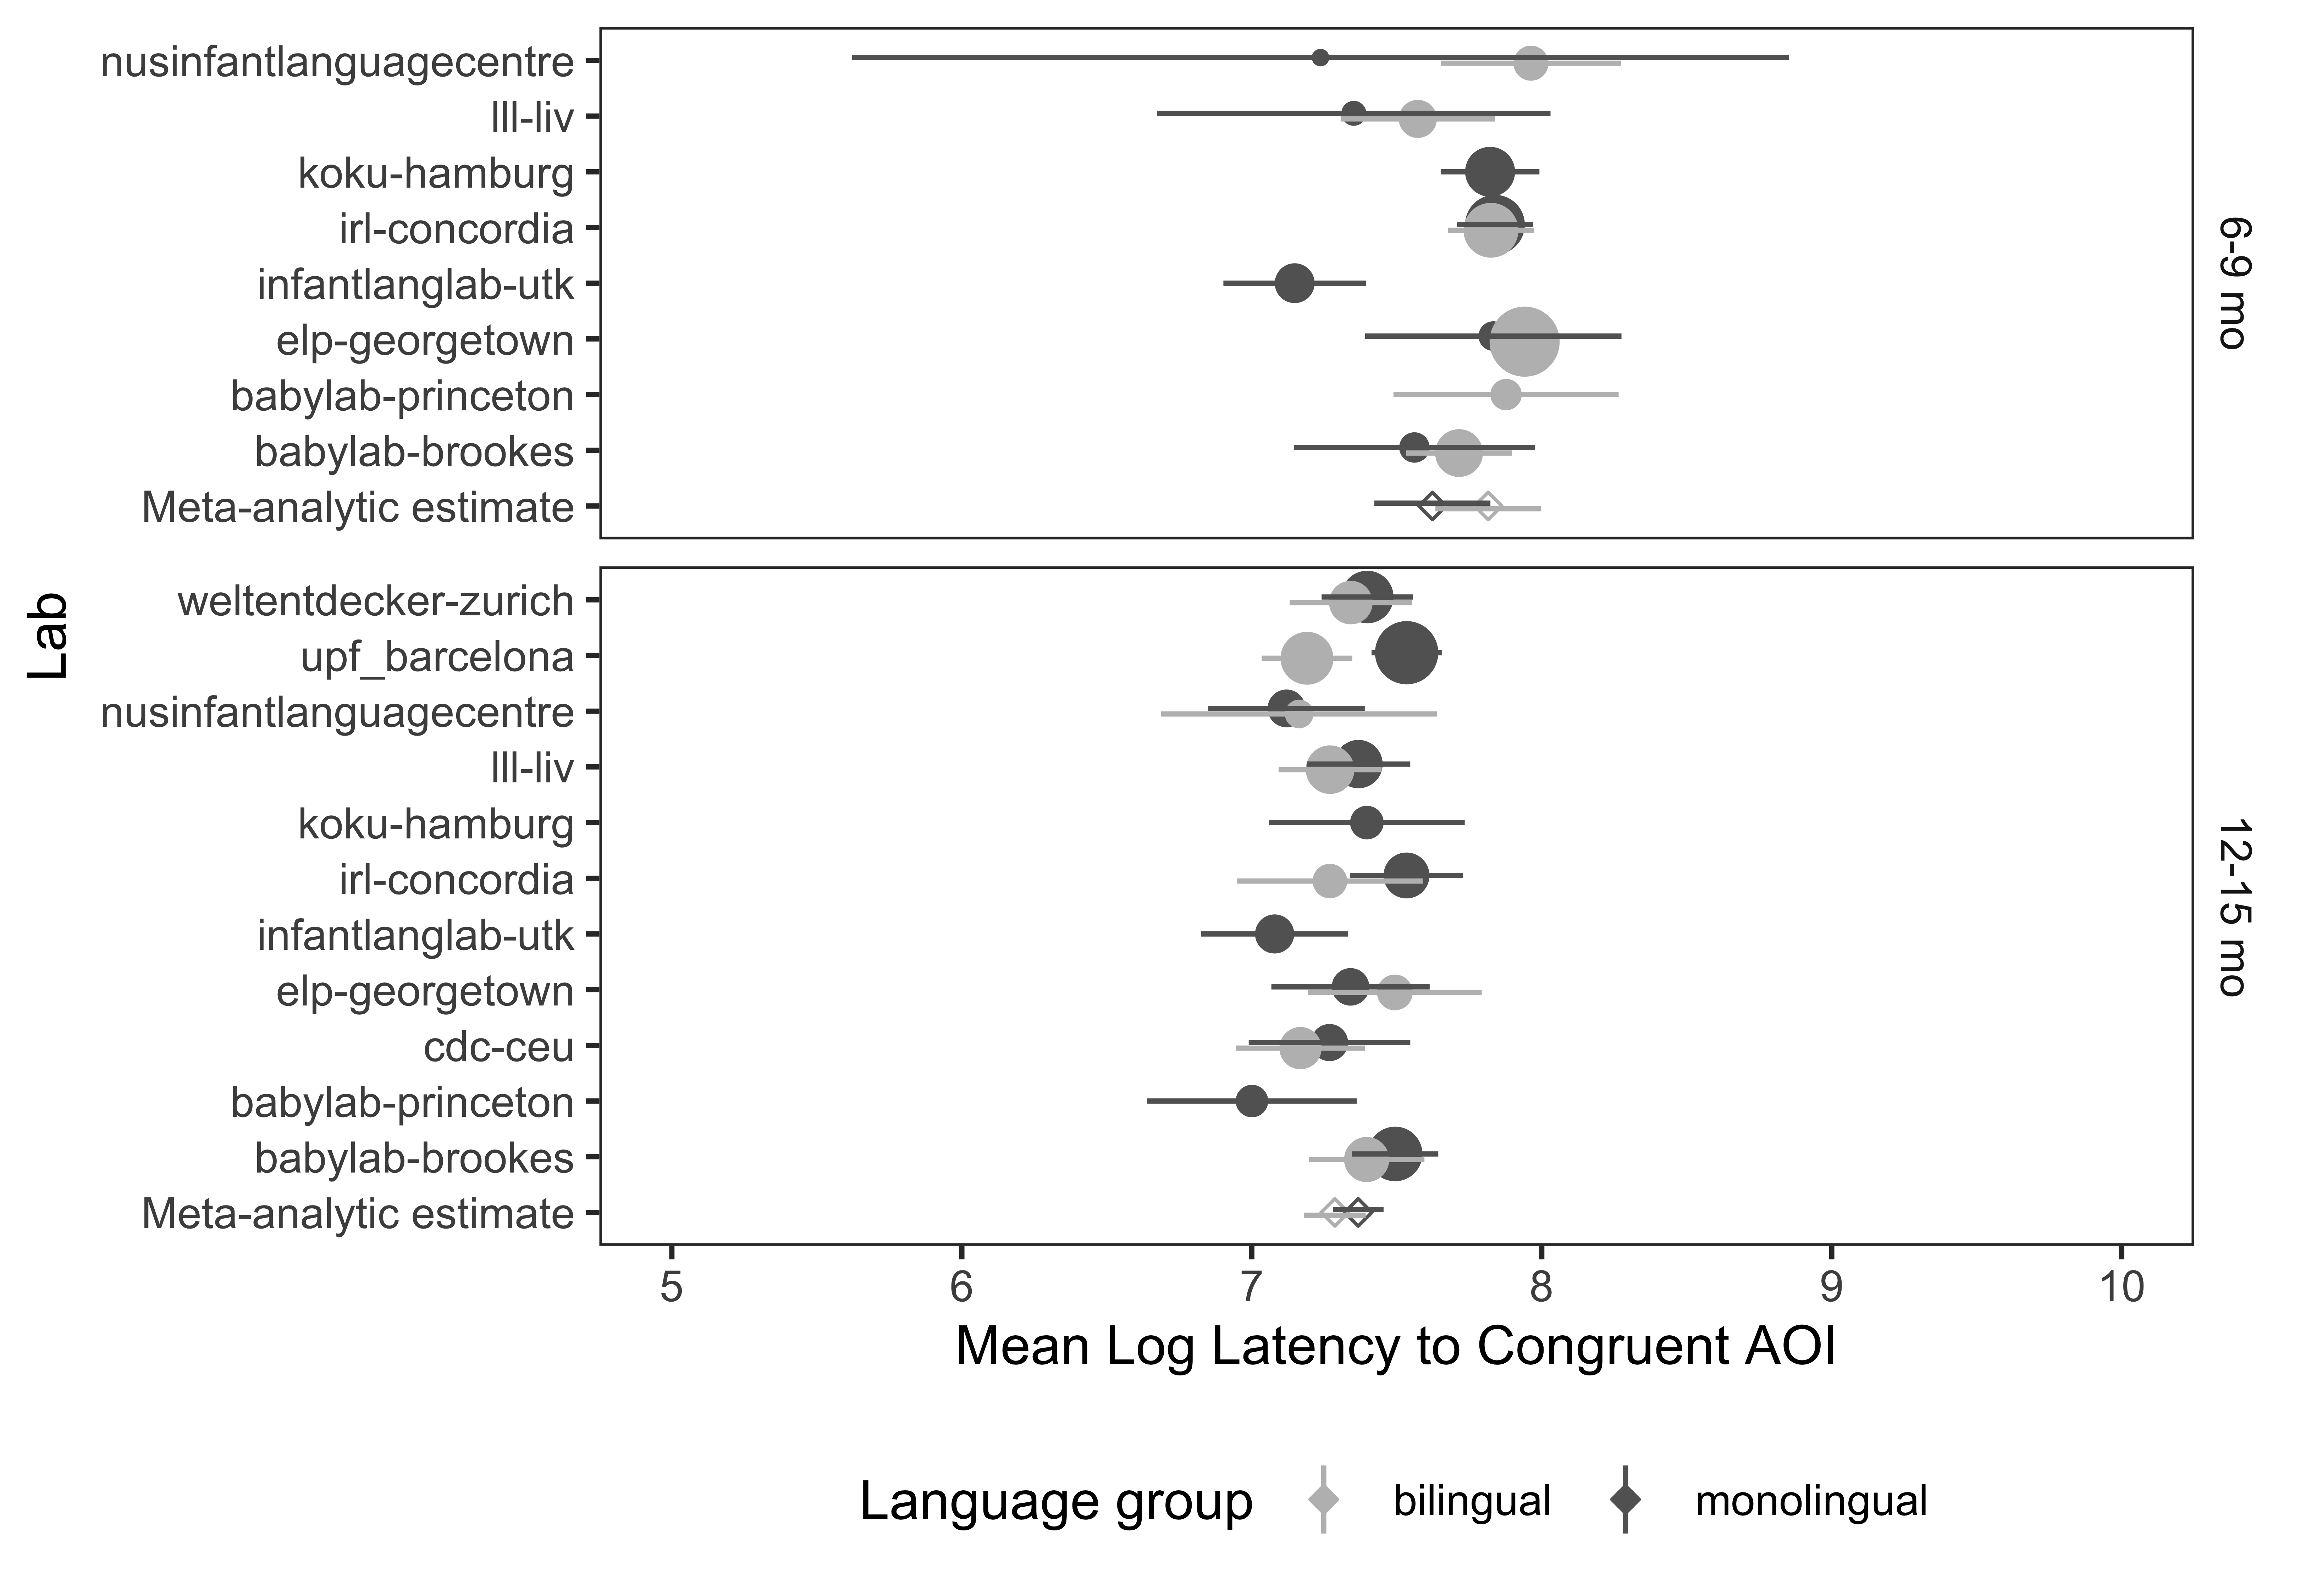 nusinfantlanguagecentre
lll-liv
koku-hamburg
irl-concordia
infantlanglab-utk
elp-georgetown
babylab-princeton
babylab-brookes
Meta-analytic estimate
6-9 mo
Lab
weltentdecker-zurich
upf_barcelona
nusinfantlanguagecentre
lll-liv
koku-hamburg
irl-concordia
infantlanglab-utk
elp-georgetown
cdc-ceu
babylab-princeton
babylab-brookes
Meta-analytic estimate
12-15 mo
5 6 7 8 9 10
Mean Log Latency to Congruent AOI
Language group bilingual monolingual